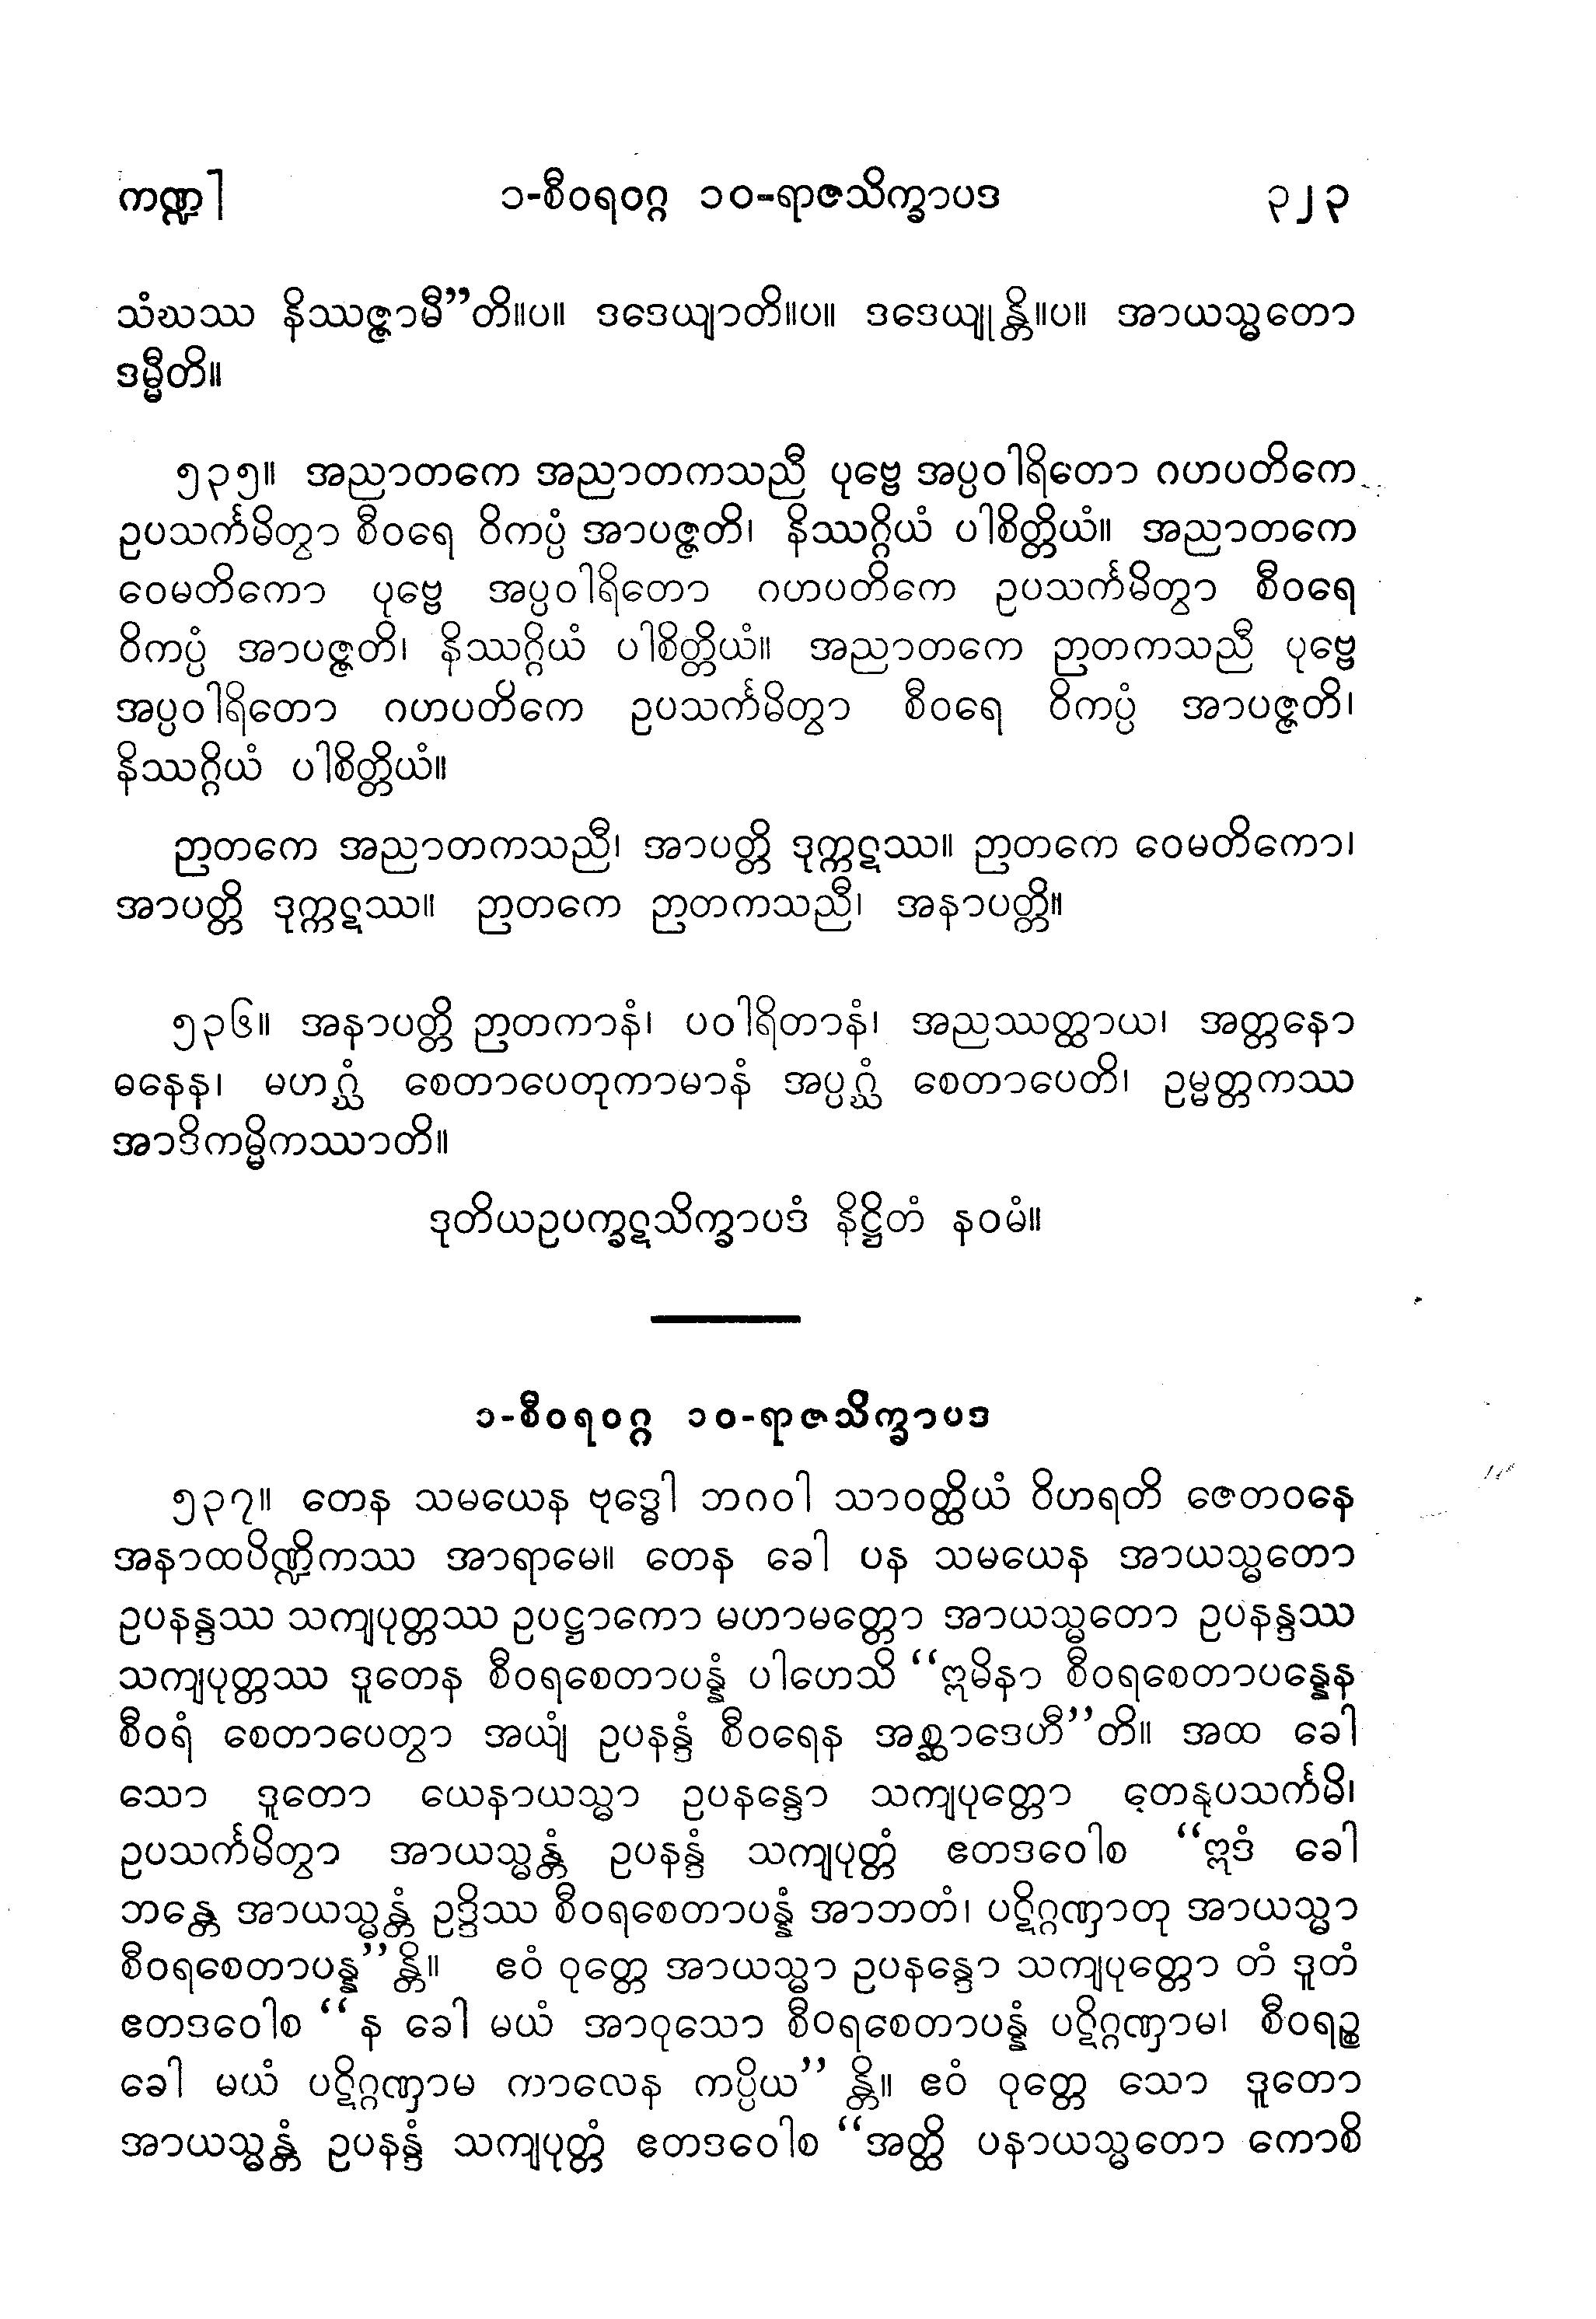 ကဏ္ဍ]	၁-စီဝရဝဂ္ဂ ၁၀-ရာဇသိက္ခာပဒ	၃၂၃
သံဃဿ နိဿဇ္ဇာမီ”တိ။ပ။ ဒဒေယျာတိ။ပ။ ဒဒေယျုန္တိ။ပ။ အာယသ္မတော
ဒမ္မီတိ။
၅၃၅။ အညာတကေ အညာတကသညီ ပုဗ္ဗေ အပ္ပဝါရိတော ဂဟပတိကေ
ဥပသင်္ကမိတွာ စီဝရေ ဝိကပ္ပံ အာပဇ္ဇတိ၊ နိဿဂ္ဂိယံ ပါစိတ္တိယံ။ အညာတကေ
ဝေမတိကော ပုဗ္ဗေ အပ္ပဝါရိတော ဂဟပတိကေ ဥပသင်္ကမိတွာ စီဝရေ
ဝိကပ္ပံ အာပဇ္ဇတိ၊ နိဿဂ္ဂိယံ ပါစိတ္တိယံ။ အညာတကေ ဉာတကသညီ ပုဗ္ဗေ
အပ္ပဝါရိတော ဂဟပတိကေ ဥပသင်္ကမိတွာ စီဝရေ ဝိကပ္ပံ အာပဇ္ဇတိ၊
နိဿဂ္ဂိယံ ပါစိတ္တိယံ။
ဉာတကေ အညာတကသညီ၊ အာပတ္တိ ဒုက္ကဋဿ။ ဉာတကေ ဝေမတိကော၊
အာပတ္တိ ဒုက္ကဋဿ။ ဉာတကေ ဉာတကသညီ၊ အနာပတ္တိ။
၅၃၆။ အနာပတ္တိ ဉာတကာနံ၊ ပဝါရိတာနံ၊ အညဿတ္ထာယ၊ အတ္တနော
ဓနေန၊ မဟဂ္ဃံ စေတာပေတုကာမာနံ အပ္ပဂ္ဃံ စေတာပေတိ၊ ဥမ္မတ္တကဿ
အာဒိကမ္မိကဿာတိ။
ဒုတိယဥပက္ခဋသိက္ခာပဒံ နိဋ္ဌိတံ နဝမံ။
၁-စီဝရဝဂ္ဂ ၁၀-ရာဇသိက္ခာပဒ
၅၃၇။ တေန သမယေန ဗုဒ္ဓေါ ဘဂဝါ သာဝတ္ထိယံ ဝိဟရတိ ဇေတဝနေ
အနာထပိဏ္ဍိကဿ အာရာမေ။ တေန ခေါ ပန သမယေန အာယသ္မတော
ဥပနန္ဒဿ သကျပုတ္တဿ ဥပဋ္ဌာကော မဟာမတ္တော အာယသ္မတော ဥပနန္ဒဿ
သကျပုတ္တဿ ဒူတေန စီဝရစေတာပန္နံ ပါဟေသိ “ဣမိနာ စီဝရစေတာပန္နေန
စီဝရံ စေတာပေတွာ အယျံ ဥပနန္ဒံ စီဝရေန အစ္ဆာဒေဟီ”တိ။ အထ ခေါ
သော ဒူတော ယေနာယသ္မာ ဥပနန္ဒော သကျပုတ္တော တေနုပသင်္ကမိ၊
ဥပသင်္ကမိတွာ အာယသ္မန္တံ ဥပနန္ဒံ သကျပုတ္တံ ဧတဒဝေါစ “ဣဒံ ခေါ
ဘန္တေ အာယသ္မန္တံ ဥဒ္ဒိဿ စီဝရစေတာပန္နံ အာဘတံ၊ ပဋိဂ္ဂဏှာတု အာယသ္မာ
စီဝရစေတာပန္န”န္တိ။ ဧဝံ ဝုတ္တေ အာယသ္မာ ဥပနန္ဒော သကျပုတ္တော တံ ဒူတံ
ဧတဒဝေါစ “န ခေါ မယံ အာဝုသော စီဝရစေတာပန္နံ ပဋိဂ္ဂဏှာမ၊ စီဝရဉ္စ
ခေါ မယံ ပဋိဂ္ဂဏှာမ ကာလေန ကပ္ပိယ” န္တိ။ ဧဝံ ဝုတ္တေ သော ဒူတော
အာယသ္မန္တံ ဥပနန္ဒံ သကျပုတ္တံ ဧတဒဝေါစ “အတ္ထိ ပနာယသ္မတော ကောစိ